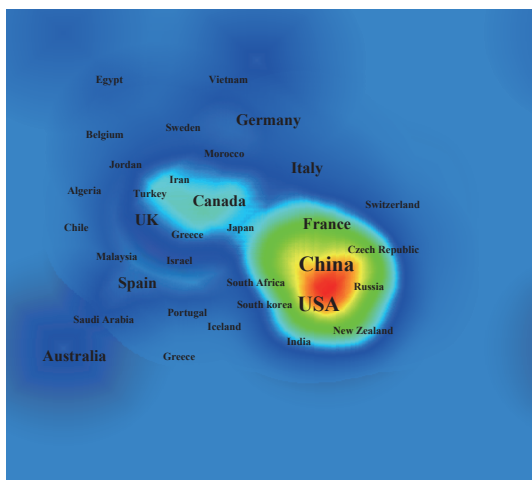 Egypt
Vietnam
Germany
Sweden
Belgium
Morocco
Jordan
Italy
Iran
Turkey
Algeria
Canada
Switzerland
UK
France
Chile
Greece
Japan
Czech Republic
Malaysia
Israel
China
Spain
South Africa
Russia
South korea
USA
Portugal
Saudi Arabia
Iceland
New Zealand
India
Australia
Greece